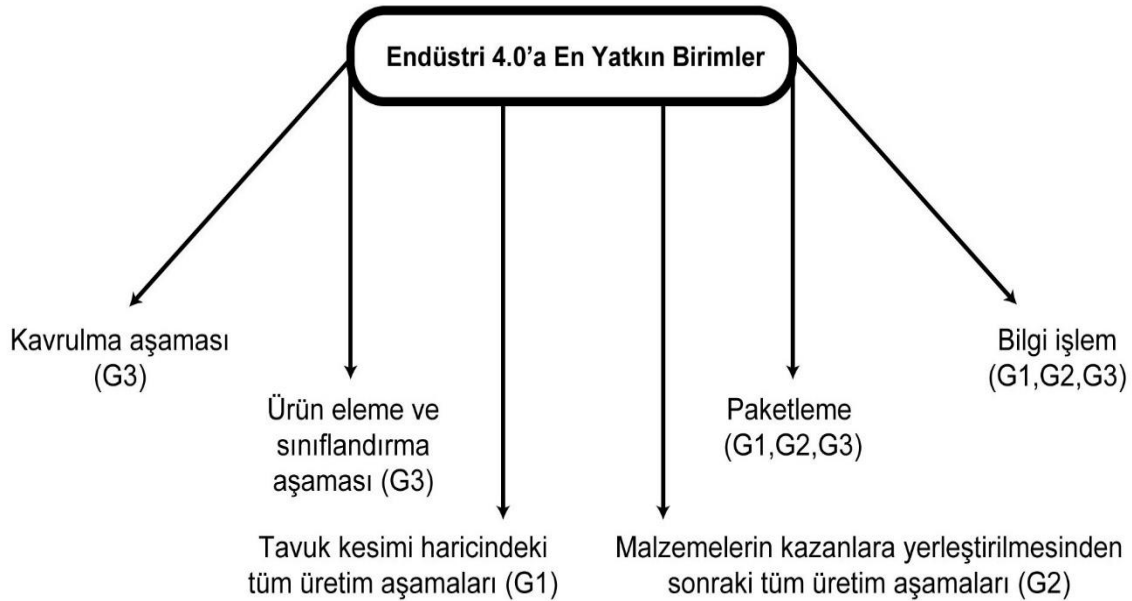 Endüstri 4.0’a En Yatkın Birimler
Kavrulma aşaması
(G3)
Ürün eleme ve
sınıflandırma
aşaması (G3)
Tavuk kesimi haricindeki
tüm üretim aşamaları (G1)
Malzemelerin kazanlara yerleştirilmesinden
sonraki tüm üretim aşamaları (G2)
Paketleme
(G1,G2,G3)
Bilgi işlem
(G1,G2,G3)